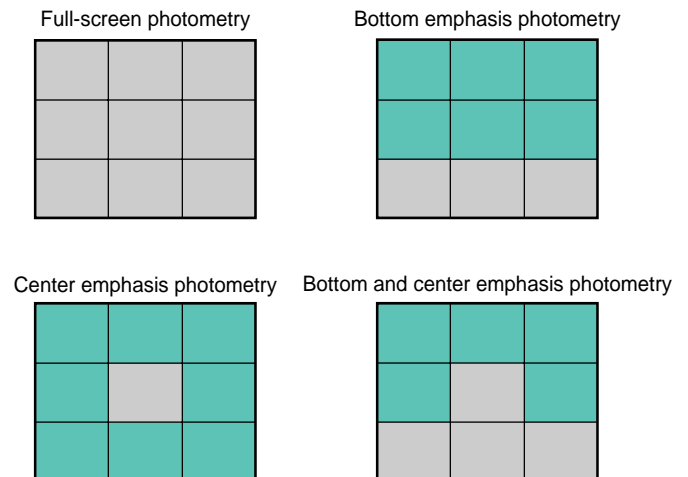 Full-screen photometry
Bottom emphasis photometry
Center emphasis photometry
Bottom and center emphasis photometry